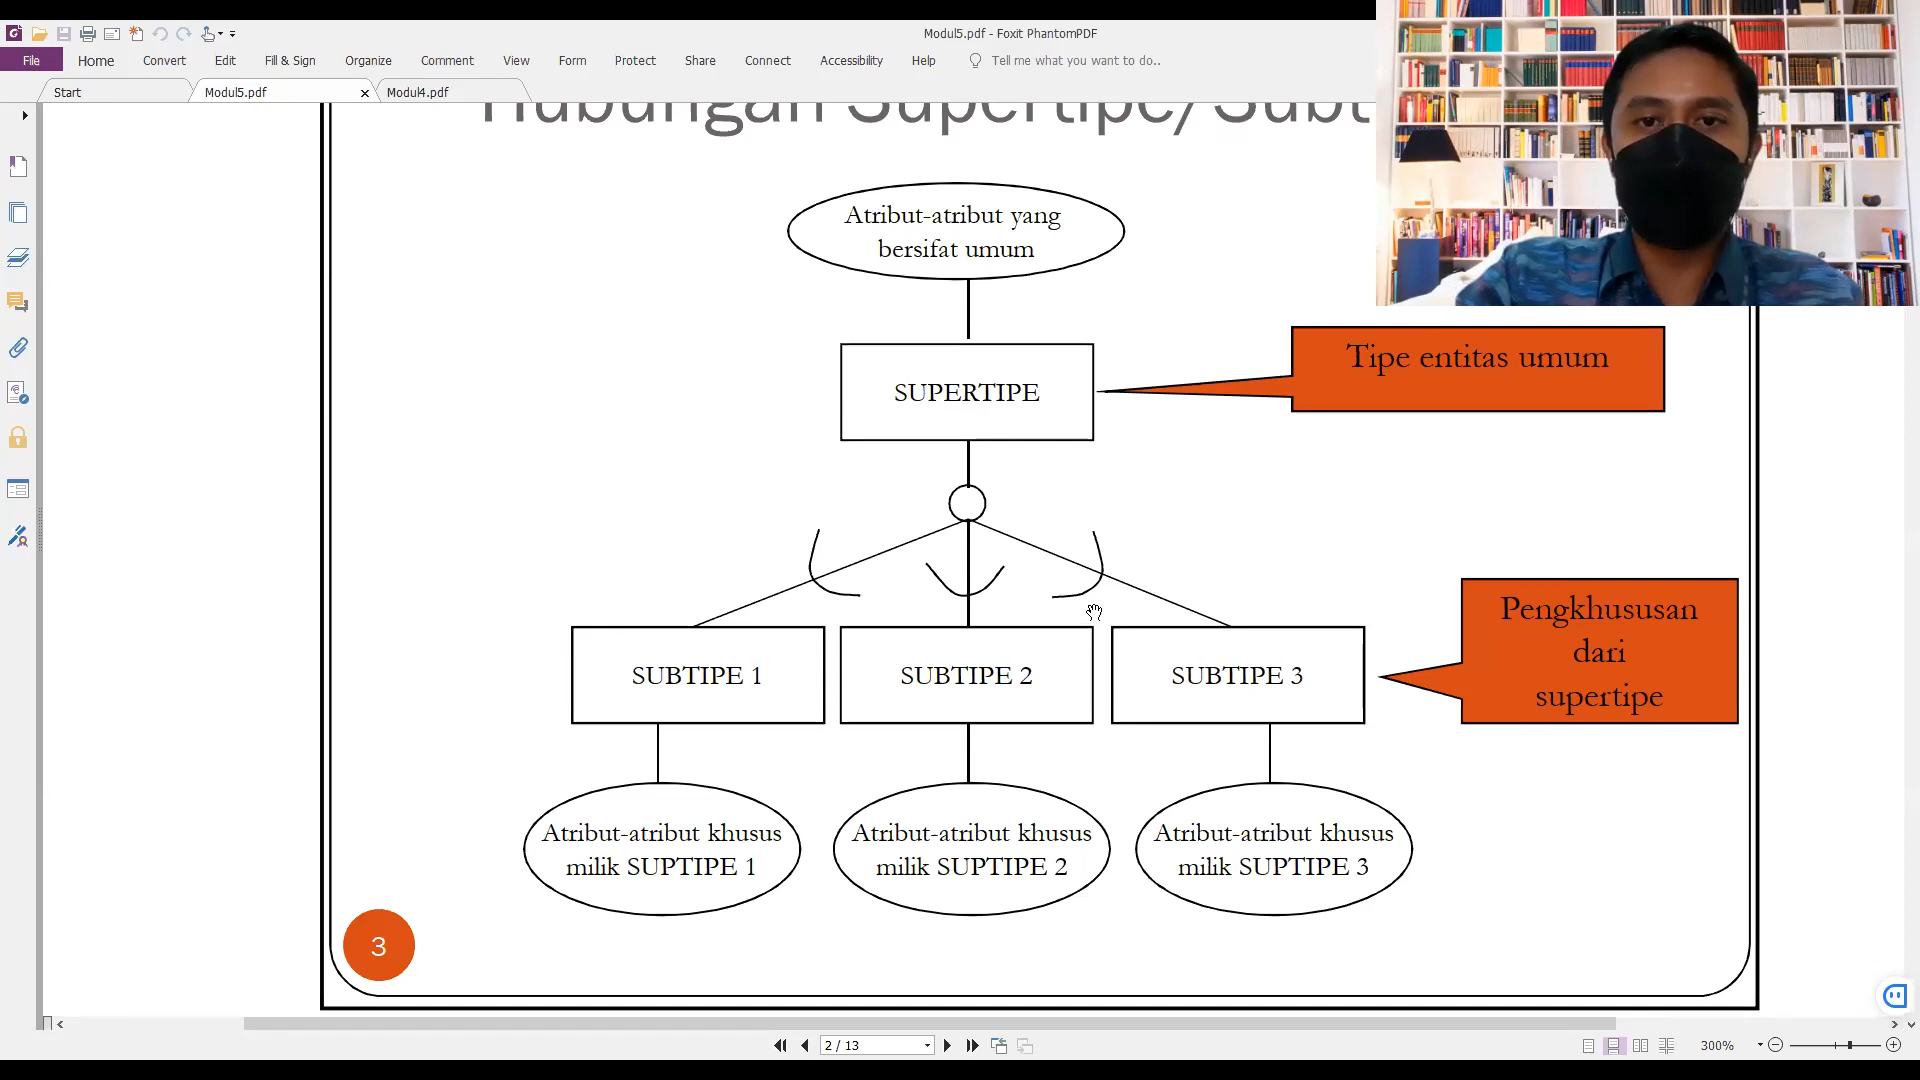 Modul5.pdf - Foxit PhantomPDF
File Home Convert Edit Fill & Sign Organize Comment View Form Protect Share Connect Accessibility Help Tell me what you want to do..
Start Modul5.pdf Modul4.pdf
Hubungan Supertipe/Subt
Atribut-atribut yang
bersifat umum
SUPERTIPE
Tipe entitas umum
SUBTIPE 1
SUBTIPE 2
SUBTIPE 3
Pengkhususan
dari
supertipe
Atribut-atribut khusus
milik SUPTIPE 1
Atribut-atribut khusus
milik SUPTIPE 2
Atribut-atribut khusus
milik SUPTIPE 3
3
2 / 13
300%